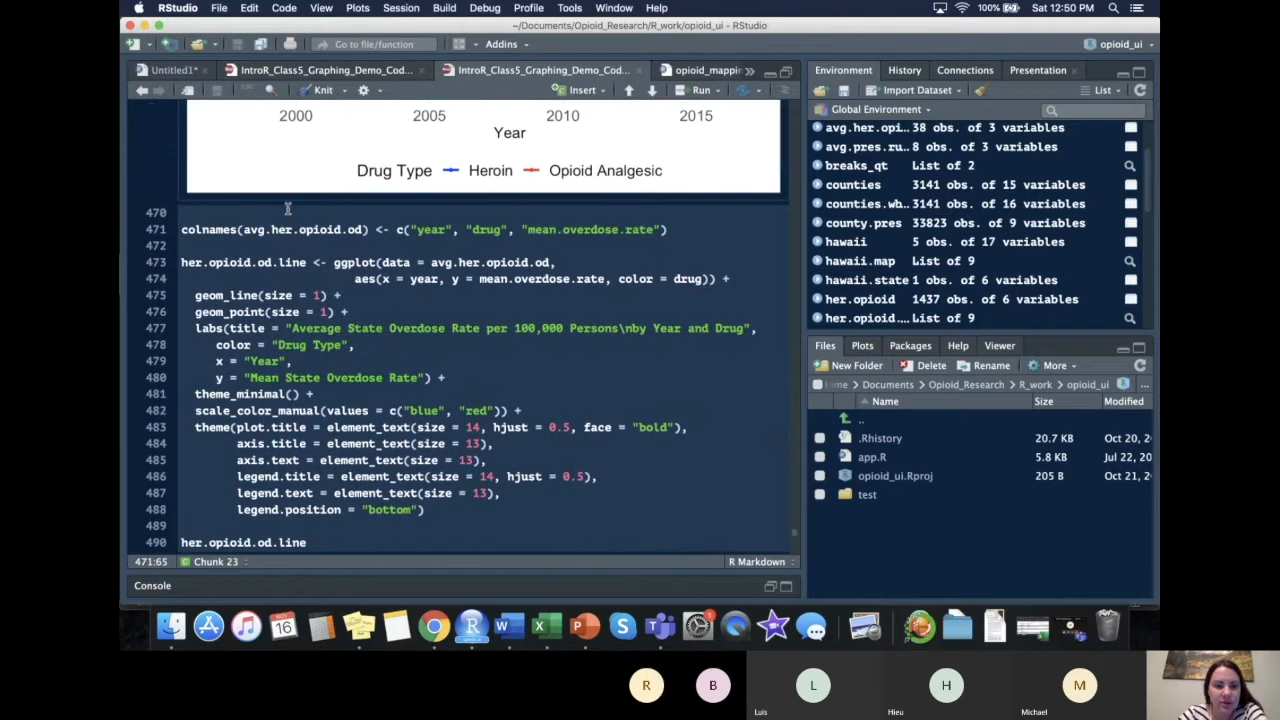 RStudio File Edit Code View Plots Session Build Debug Profile Tools Window Help 100% Sat 12:50 PM
~/Documents/Opioid_Research/R_work/opioid_ui - RStudio
Go to file/function Addins opioid_ui
Untitled1* IntroR_Class5_Graphing_Demo_Cod... IntroR_Class5_Graphing_Demo_Cod... opioid_mappin
Knit Insert Run
2000 2005 2010 2015
Year
Drug Type Heroin Opioid Analgesic
470
471 colnames(avg.her.opioid.od) <- c("year", "drug", "mean.overdose.rate")
472
473 her.opioid.od.line <- ggplot(data = avg.her.opioid.od,
474 aes(x = year, y = mean.overdose.rate, color = drug)) +
475 geom_line(size = 1) +
476 geom_point(size = 1) +
477 labs(title = "Average State Overdose Rate per 100,000 Persons\nby Year and Drug",
478 color = "Drug Type",
479 x = "Year",
480 y = "Mean State Overdose Rate") +
481 theme_minimal() +
482 scale_color_manual(values = c("blue", "red")) +
483 theme(plot.title = element_text(size = 14, hjust = 0.5, face = "bold"),
484 axis.title = element_text(size = 13),
485 axis.text = element_text(size = 13),
486 legend.title = element_text(size = 14, hjust = 0.5),
487 legend.text = element_text(size = 13),
488 legend.position = "bottom")
489
490 her.opioid.od.line
471:65 Chunk 23 R Markdown
Console
Environment History Connections Presentation
Import Dataset List
Global Environment
avg.her.opi... 38 obs. of 3 variables
avg.pres.ru... 8 obs. of 3 variables
breaks_qt List of 2
counties 3141 obs. of 15 variables
counties.wb... 3141 obs. of 16 variables
county.pres 33823 obs. of 9 variables
hawaii 5 obs. of 17 variables
hawaii.map List of 9
hawaii.state 1 obs. of 6 variables
her.opioid 1437 obs. of 6 variables
her.opioid.... List of 9
Files Plots Packages Help Viewer
New Folder Delete Rename More
Documents Opioid_Research R_work opioid_ui ...
Name Size Modified
..
.Rhistory 20.7 KB Oct 20, 2
app.R 5.8 KB Jul 22, 20
opioid_ui.Rproj 205 B Oct 21, 2
test
R B L H M
Luis Hieu Michael